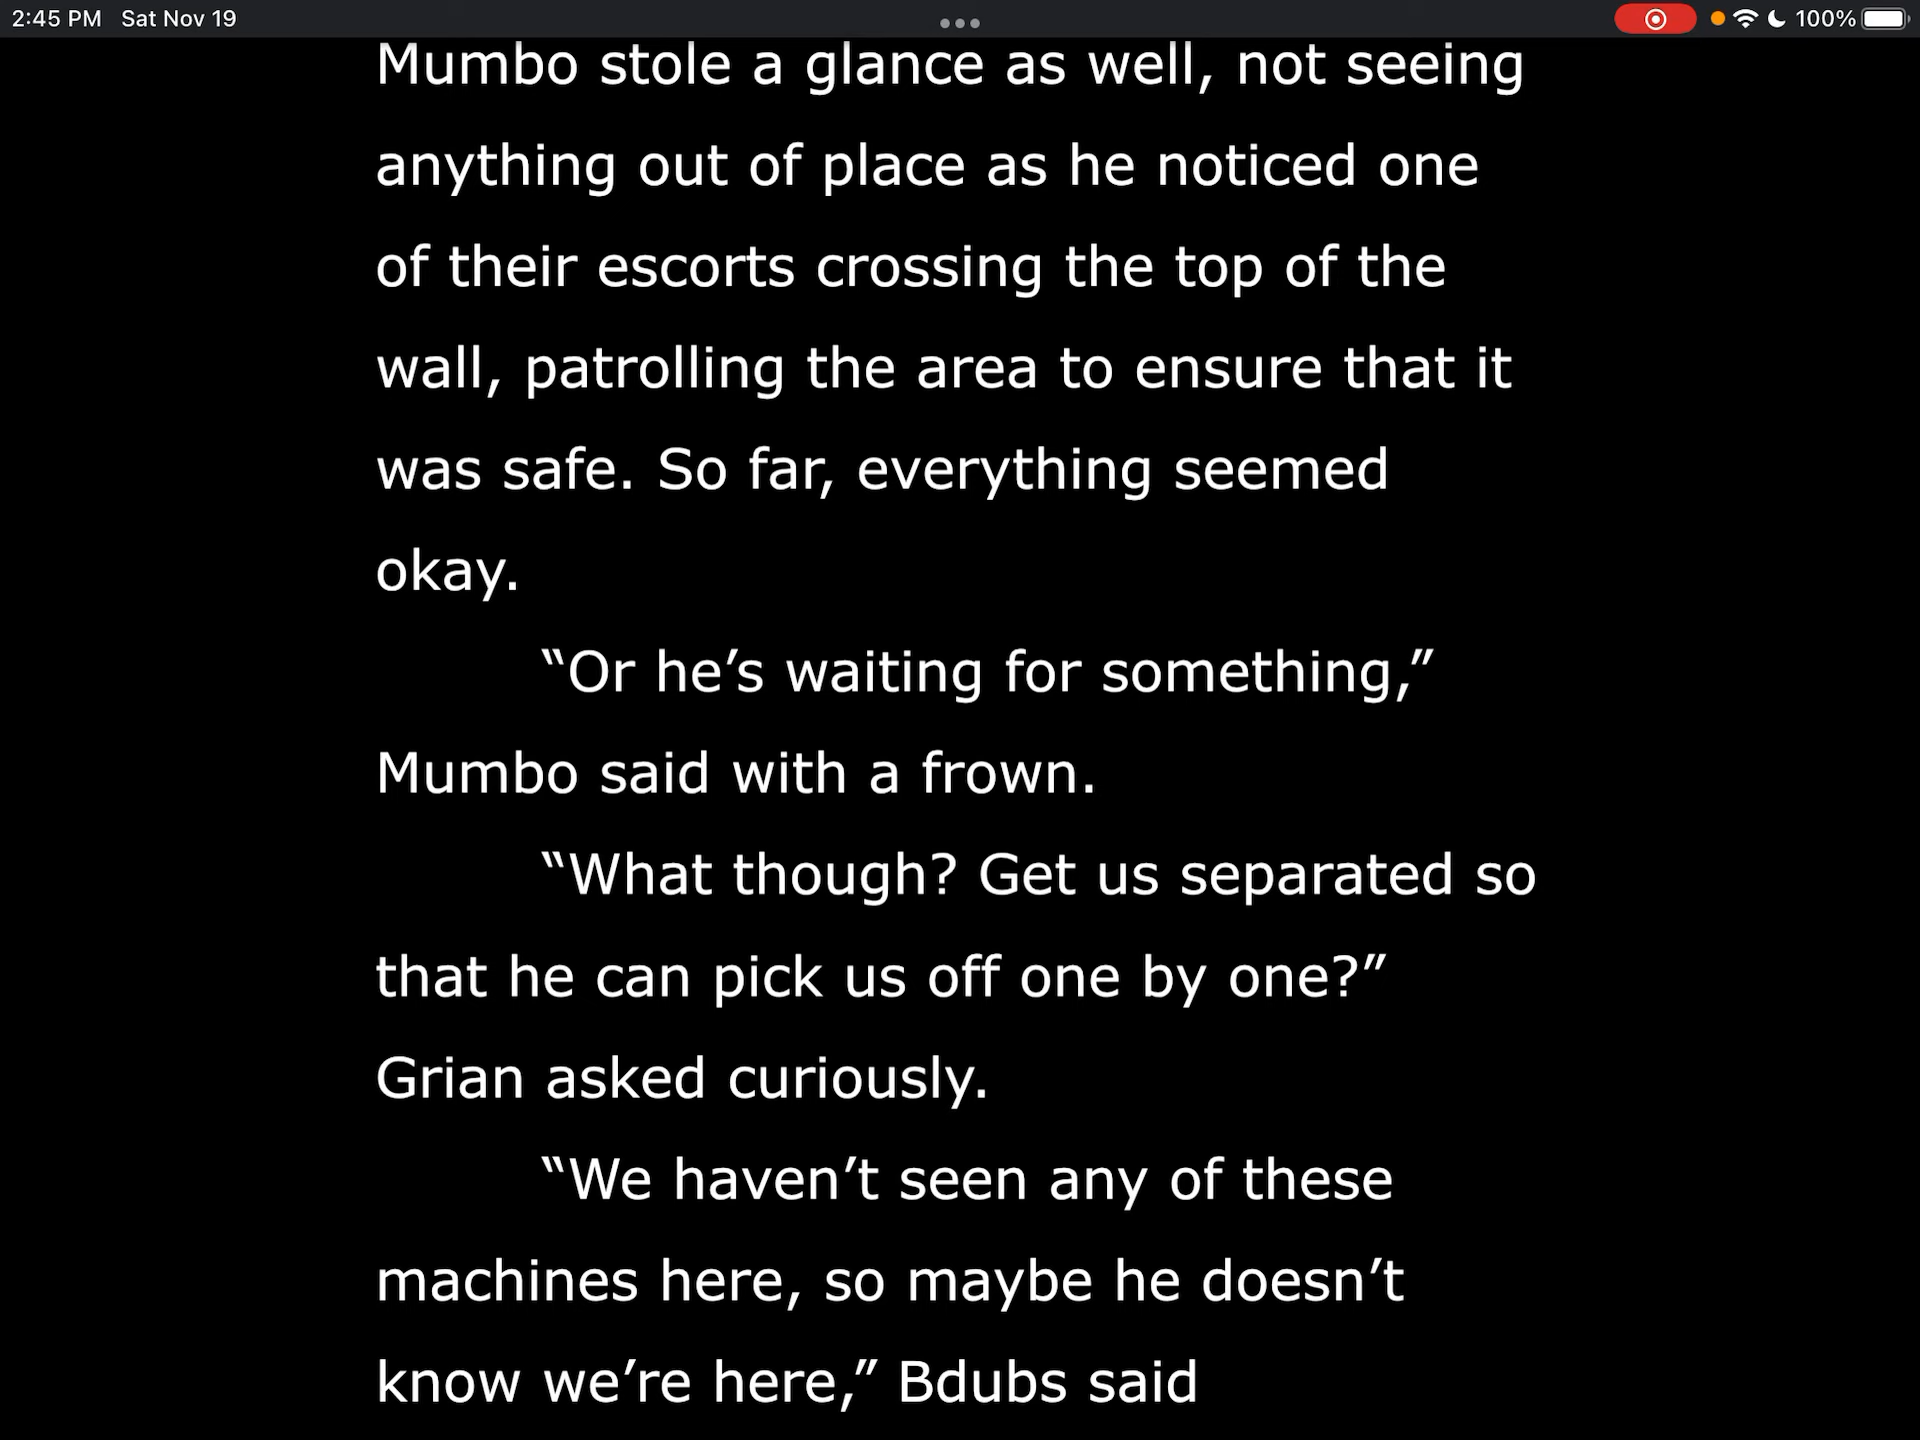 2:45 PM Sat Nov 19 100%
Mumbo stole a glance as well, not seeing
anything out of place as he noticed one
of their escorts crossing the top of the
wall, patrolling the area to ensure that it
was safe. So far, everything seemed
okay.
“Or he’s waiting for something,”
Mumbo said with a frown.
“What though? Get us separated so
that he can pick us off one by one?”
Grian asked curiously.
“We haven’t seen any of these
machines here, so maybe he doesn’t
know we’re here,” Bdubs said